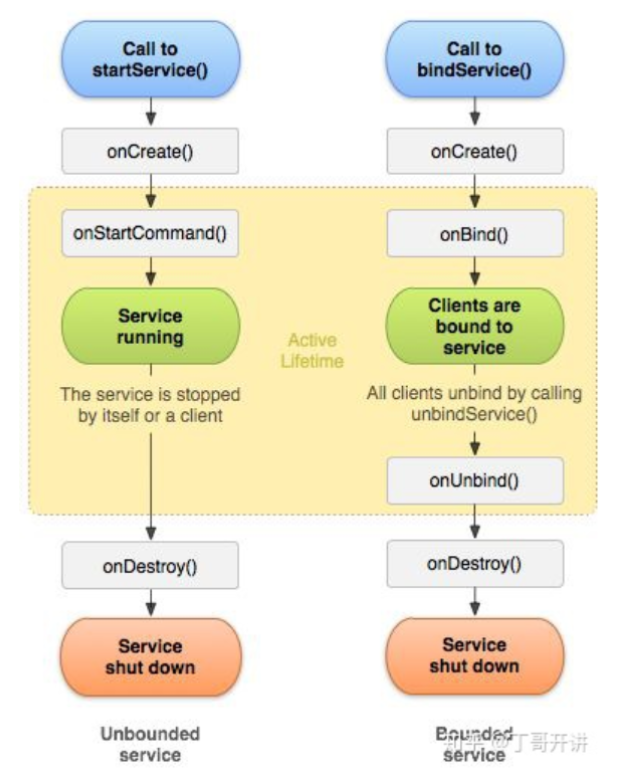 Call to
startService()
onCreate()
onStartCommand()
Service
running
The service is stopped
by itself or a client
onDestroy()
Service
shut down
Unbounded
service
Call to
bindService()
onCreate()
onBind()
Clients are
bound to
service
All clients unbind by calling
unbindService()
onUnbind()
onDestroy()
Service
shut down
Bounded
service
Active
Lifetime
知乎 @丁哥开讲